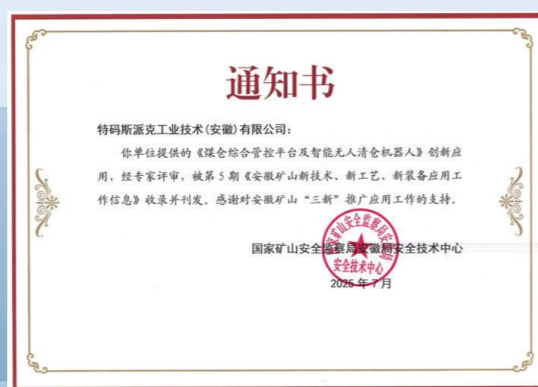 通知书
特码斯派克工业技术(安徽)有限公司：
你单位提供的《煤仓综合管控平台及智能无人清仓机器人》创新应
用，经专家评审，被第5期《安徽矿山新技术、新工艺、新装备应用工
作信息》收录并刊发。感谢对安徽矿山“三新”推广应用工作的支持。
国家矿山安全监察局安徽局安全技术中心
安全技术中心
2025年7月